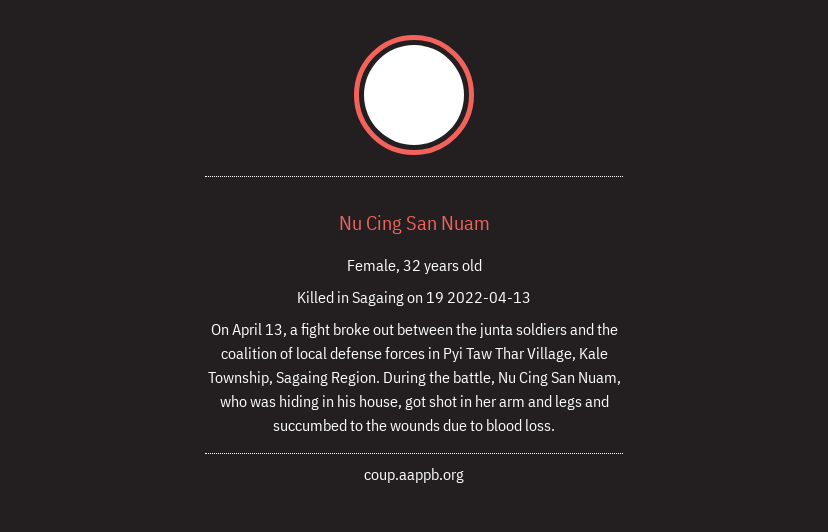 Nu Cing San Nuam
Female, 32 years old
Killed in Sagaing on 19 2022-04-13
On April 13, a fight broke out between the junta soldiers and the
coalition of local defense forces in Pyi Taw Thar Village, Kale
Township, Sagaing Region. During the battle, Nu Cing San Nuam,
who was hiding in his house, got shot in her arm and legs and
succumbed to the wounds due to blood loss.
coup.aappb.org